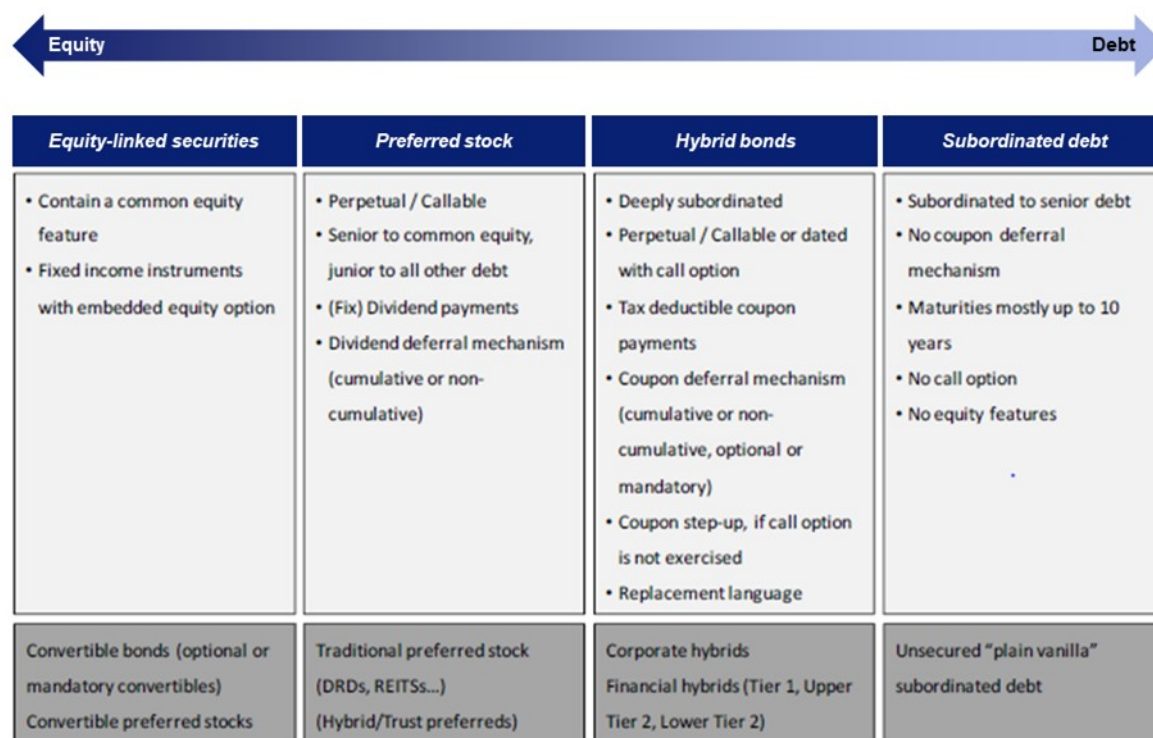 Equity
Debt
Equity-linked securities
Preferred stock
Hybrid bonds
Subordinated debt
• Contain a common equity
feature
• Fixed income instruments
with embedded equity option
• Perpetual / Callable
• Senior to common equity,
junior to all other debt
• (Fix) Dividend payments
• Dividend deferral mechanism
(cumulative or non-
cumulative)
• Deeply subordinated
• Perpetual / Callable or dated
with call option
• Tax deductible coupon
payments
• Coupon deferral mechanism
(cumulative or non-
cumulative, optional or
mandatory)
• Coupon step-up, if call option
is not exercised
• Replacement language
• Subordinated to senior debt
• No coupon deferral
mechanism
• Maturities mostly up to 10
years
• No call option
• No equity features
Convertible bonds (optional or
mandatory convertibles)
Convertible preferred stocks
Traditional preferred stock
(DRDs, REITSs...)
(Hybrid/Trust preferreds)
Corporate hybrids
Financial hybrids (Tier 1, Upper
Tier 2, Lower Tier 2)
Unsecured “plain vanilla”
subordinated debt